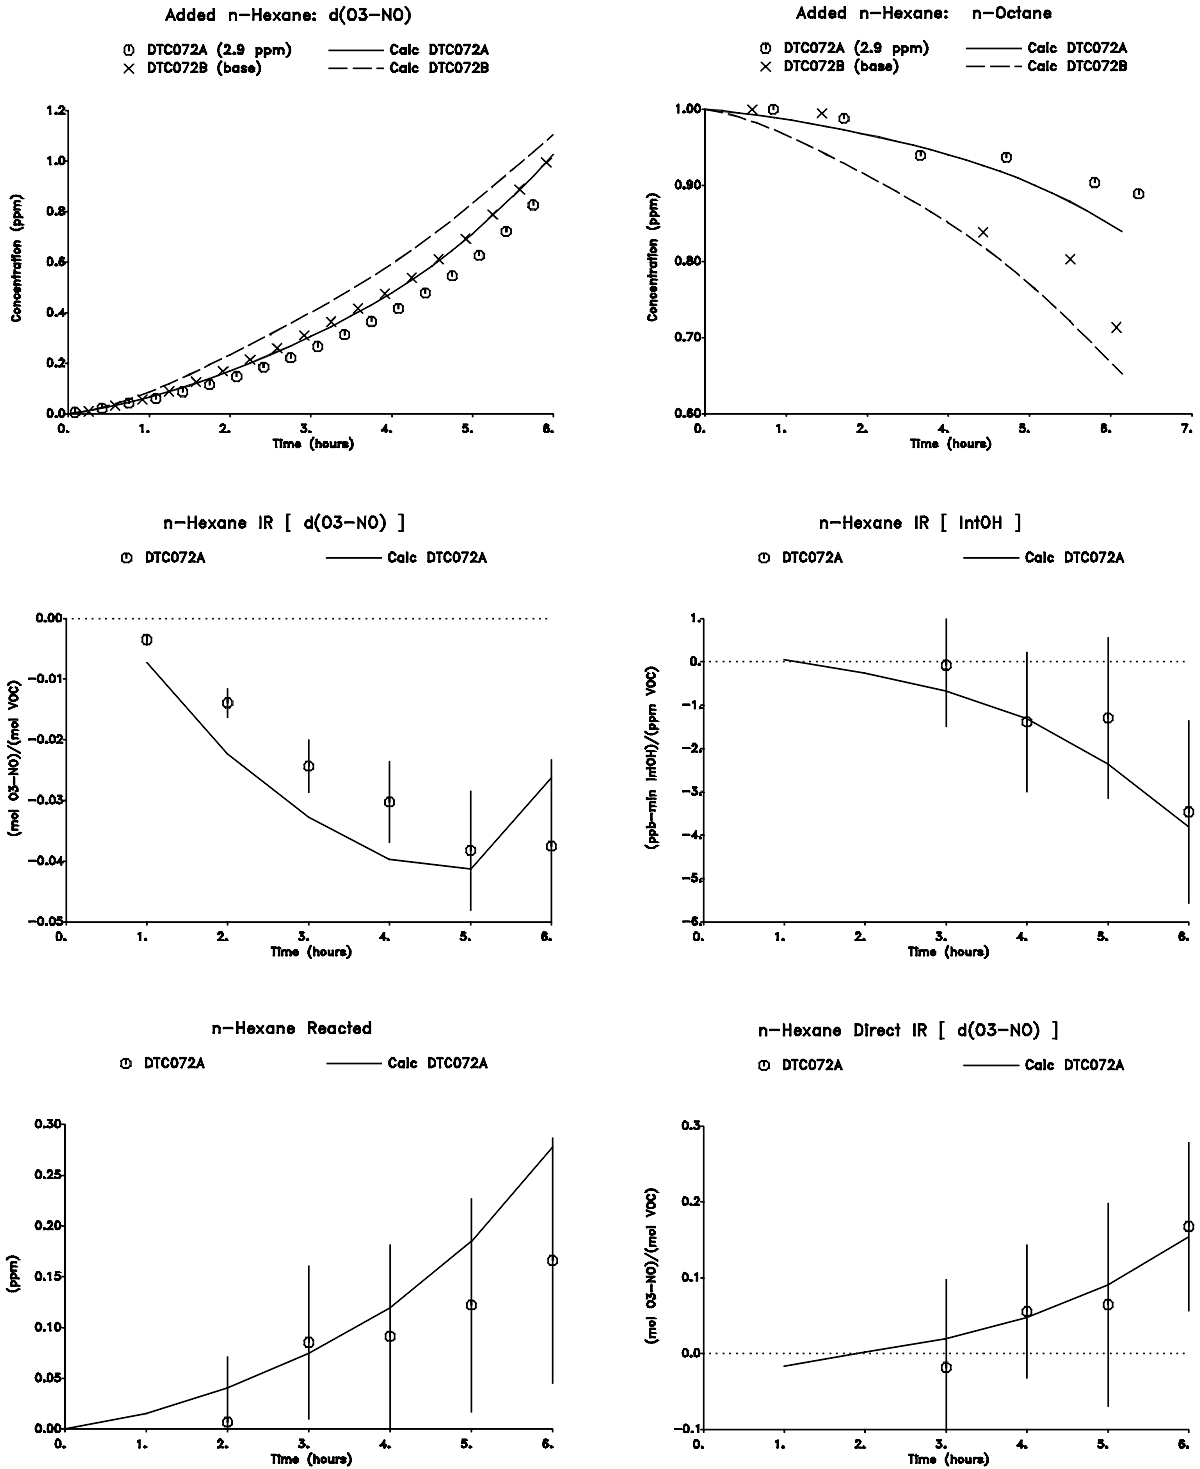 Added n-Hexane: d(O3-NO)
DTC072A (2.9 ppm) Calc DTC072A
DTC072B (base) Calc DTC072B
1.2
1.0
0.8
0.6
0.4
0.2
0.0
Concentration (ppm)
0. 1. 2. 3. 4. 5. 6.
Time (hours)
Added n-Hexane: n-Octane
DTC072A (2.9 ppm) Calc DTC072A
DTC072B (base) Calc DTC072B
1.00
0.90
0.80
0.70
0.60
Concentration (ppm)
0. 1. 2. 3. 4. 5. 6. 7.
Time (hours)
n-Hexane IR [ d(O3-NO) ]
DTC072A Calc DTC072A
0.00
-0.01
-0.02
-0.03
-0.04
-0.05
(mol O3-NO)/(mol VOC)
0. 1. 2. 3. 4. 5. 6.
Time (hours)
n-Hexane IR [ IntOH ]
DTC072A Calc DTC072A
1.
0.
-1.
-2.
-3.
-4.
-5.
-6.
(ppb-min IntOH)/(ppm VOC)
0. 1. 2. 3. 4. 5. 6.
Time (hours)
n-Hexane Reacted
DTC072A Calc DTC072A
0.30
0.25
0.20
0.15
0.10
0.05
0.00
(ppm)
0. 1. 2. 3. 4. 5. 6.
Time (hours)
n-Hexane Direct IR [ d(O3-NO) ]
DTC072A Calc DTC072A
0.3
0.2
0.1
0.0
-0.1
(mol O3-NO)/(mol VOC)
0. 1. 2. 3. 4. 5. 6.
Time (hours)